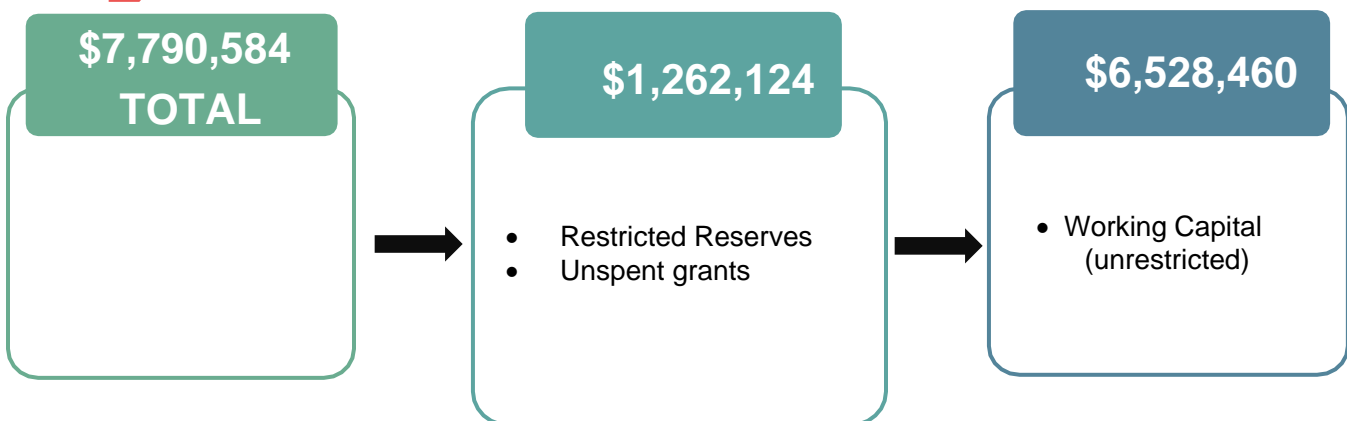 $7,790,584
TOTAL
$1,262,124
• Restricted Reserves
• Unspent grants
$6,528,460
• Working Capital
(unrestricted)